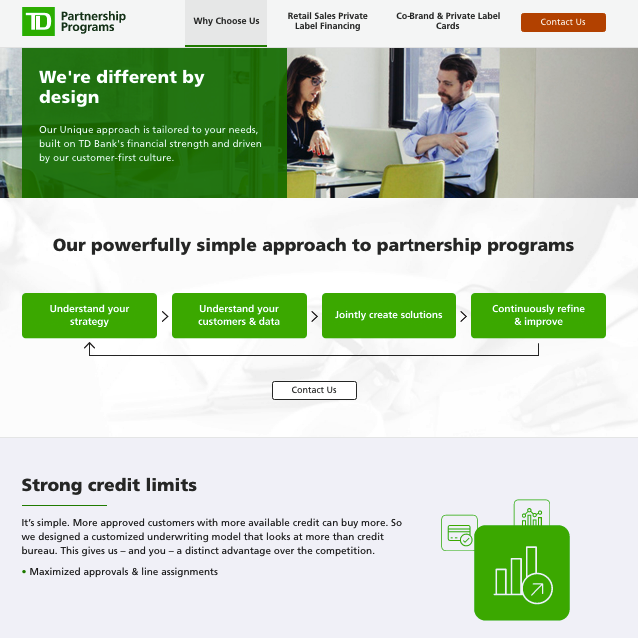 TD
Partnership
Programs
Why Choose Us
Retail Sales Private
Label Financing
Co-Brand & Private Label
Cards
Contact Us
We're different by
design
Our Unique approach is tailored to your needs,
built on TD Bank's financial strength and driven
by our customer-first culture.
Our powerfully simple approach to partnership programs
Understand your
strategy
Understand your
customers & data
Jointly create solutions
Continuously refine
& improve
Contact Us
Strong credit limits
It’s simple. More approved customers with more available credit can buy more. So
we designed a customized underwriting model that looks at more than credit
bureau. This gives us – and you – a distinct advantage over the competition.
• Maximized approvals & line assignments